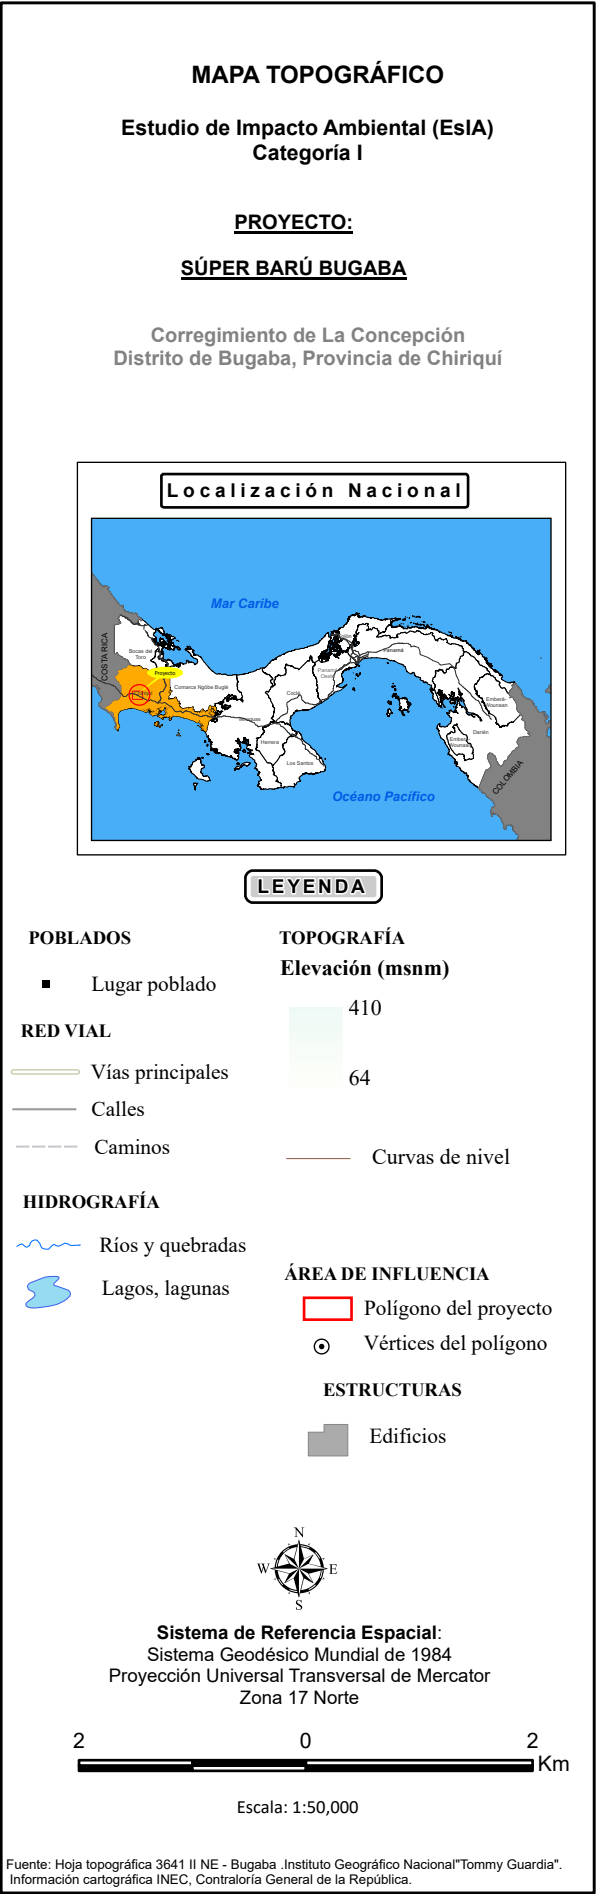 MAPA TOPOGRÁFICO
Estudio de Impacto Ambiental (EsIA)
Categoría I
PROYECTO:
SÚPER BARÚ BUGABA
Corregimiento de La Concepción
Distrito de Bugaba, Provincia de Chiriquí
Localización Nacional
Mar Caribe
COSTA RICA
Bocas del
Toro
Proyecto
Comarca Ngöbe Buglé
Coclé
Panamá
Oeste
Panamá
Herrera
Los Santos
Emberá-
Wounaan
Darién
Emberá-
Wounaan
COLOMBIA
Océano Pacífico
LEYENDA
POBLADOS
Lugar poblado
RED VIAL
Vías principales
Calles
Caminos
HIDROGRAFÍA
Ríos y quebradas
Lagos, lagunas
TOPOGRAFÍA
Elevación (msnm)
410
64
Curvas de nivel
ÁREA DE INFLUENCIA
Polígono del proyecto
Vértices del polígono
ESTRUCTURAS
Edificios
N
W E
S
Sistema de Referencia Espacial:
Sistema Geodésico Mundial de 1984
Proyección Universal Transversal de Mercator
Zona 17 Norte
2 0 2
Km
Escala: 1:50,000
Fuente: Hoja topográfica 3641 II NE - Bugaba .Instituto Geográfico Nacional"Tommy Guardia".
Información cartográfica INEC, Contraloría General de la República.